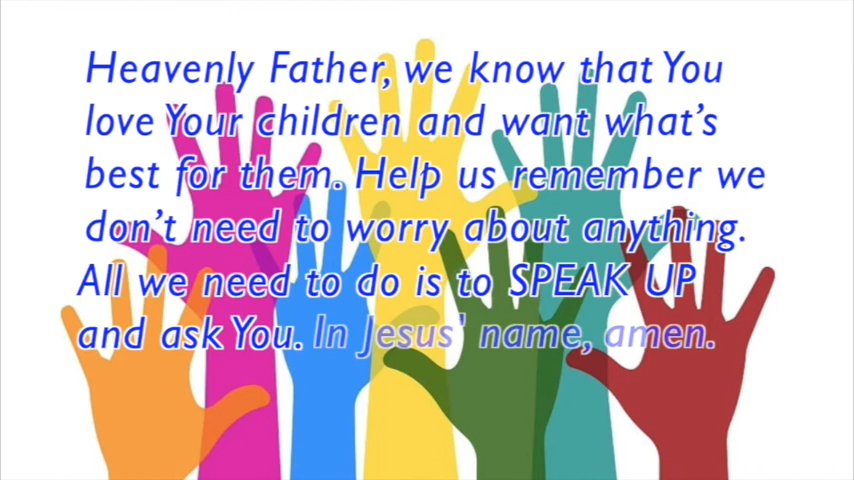 Heavenly Father, we know that You
love Your children and want what’s
best for them. Help us remember we
don’t need to worry about anything.
All we need to do is to SPEAK UP
and ask You. In Jesus' name, amen.